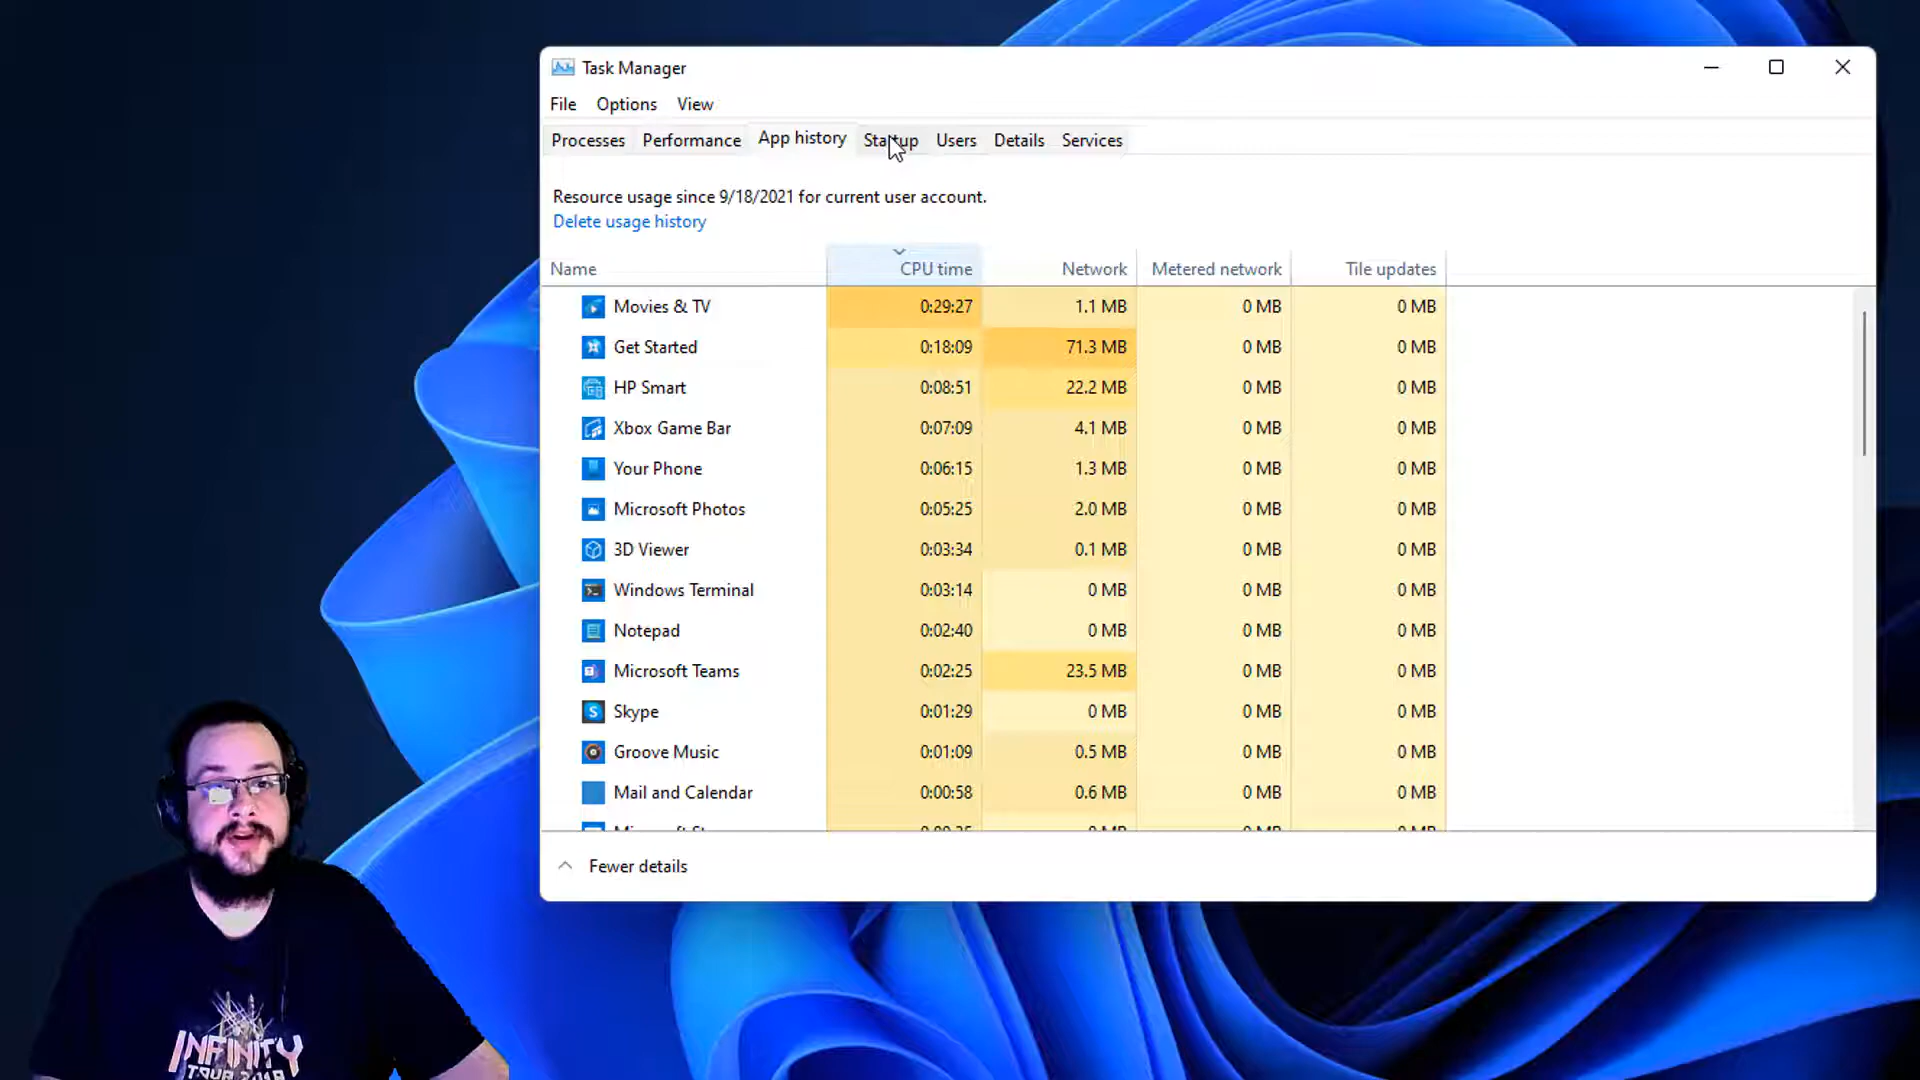 Task Manager
File Options View
Processes Performance App history Startup Users Details Services
Resource usage since 9/18/2021 for current user account.
Delete usage history
Name CPU time Network Metered network Tile updates
Movies & TV 0:29:27 1.1 MB 0 MB 0 MB
Get Started 0:18:09 71.3 MB 0 MB 0 MB
HP Smart 0:08:51 22.2 MB 0 MB 0 MB
Xbox Game Bar 0:07:09 4.1 MB 0 MB 0 MB
Your Phone 0:06:15 1.3 MB 0 MB 0 MB
Microsoft Photos 0:05:25 2.0 MB 0 MB 0 MB
3D Viewer 0:03:34 0.1 MB 0 MB 0 MB
Windows Terminal 0:03:14 0 MB 0 MB 0 MB
Notepad 0:02:40 0 MB 0 MB 0 MB
Microsoft Teams 0:02:25 23.5 MB 0 MB 0 MB
Skype 0:01:29 0 MB 0 MB 0 MB
Groove Music 0:01:09 0.5 MB 0 MB 0 MB
Mail and Calendar 0:00:58 0.6 MB 0 MB 0 MB
Fewer details
INFINITY
TOUR